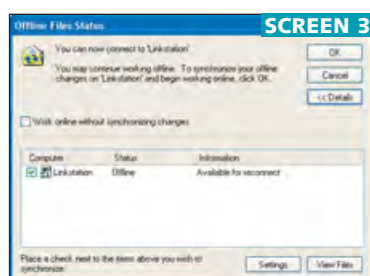 Offline Files Status
SCREEN 3
You can now connect to 'Linkstation'.
You may continue working offline. To synchronize your offline
changes on 'Linkstation' and begin working online, click OK.
OK
Cancel
<< Details
Work online without synchronizing changes
Computer Status Information
Linkstation Offline Available for reconnect
Place a check next to the items above you wish to
synchronize.
Settings
View Files